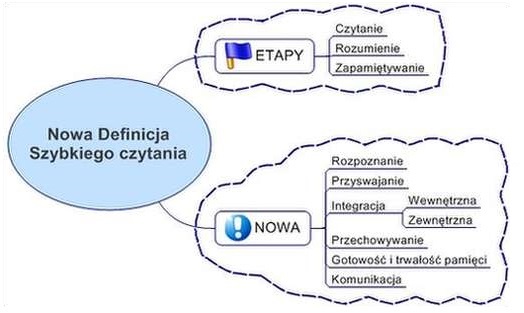 Nowa Definicja
Szybkiego czytania
ETAPY
Czytanie
Rozumienie
Zapamiętywanie
NOWA
Rozpoznanie
Przyswajanie
Integracja
Wewnętrzna
Zewnętrzna
Przechowywanie
Gotowość i trwałość pamięci
Komunikacja